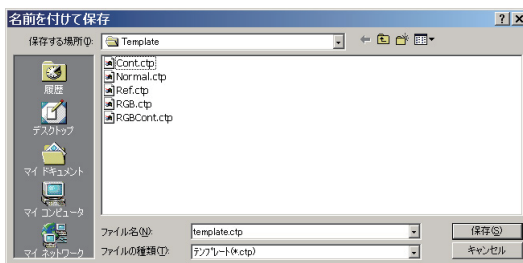 名前を付けて保存
保存する場所(I):
Template
履歴
デスクトップ
マイ ドキュメント
マイ コンピュータ
マイ ネットワーク
Cont.ctp
Normal.ctp
Ref.ctp
RGB.ctp
RGBCont.ctp
ファイル名(N):
template.ctp
保存(S)
ファイルの種類(T):
テンプレート(*.ctp)
キャンセル